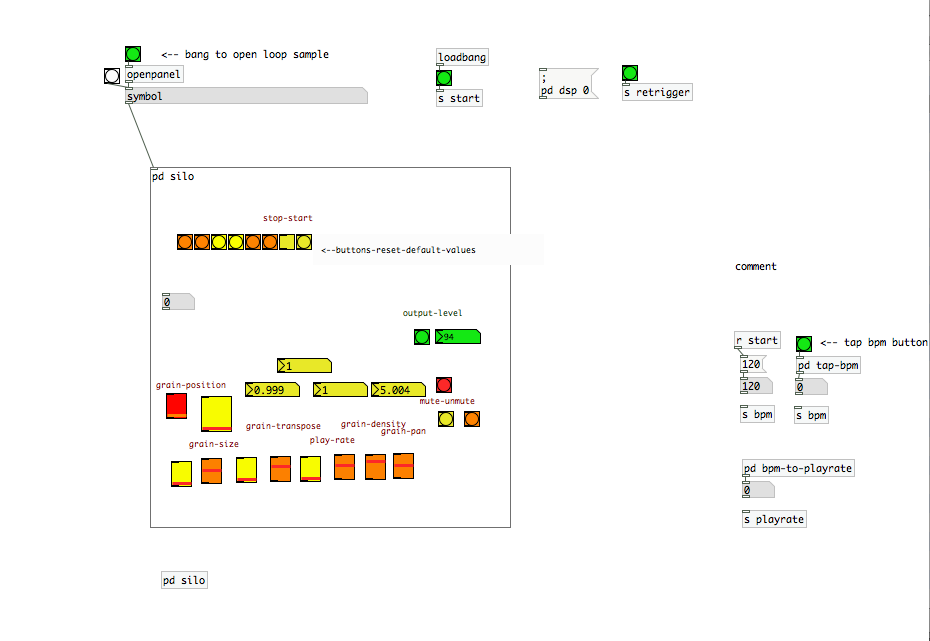 <-- bang to open loop sample
openpanel
symbol
loadbang
s start
;
pd dsp 0
s retrigger
pd silo
stop-start
<--buttons-reset-default-values
comment
0
output-level
94
r start
<-- tap bpm button
1
120
pd tap-bpm
grain-position
0.999
1
5.004
120
0
mute-unmute
s bpm
s bpm
grain-transpose
grain-density
grain-pan
grain-size
play-rate
pd bpm-to-playrate
0
s playrate
pd silo